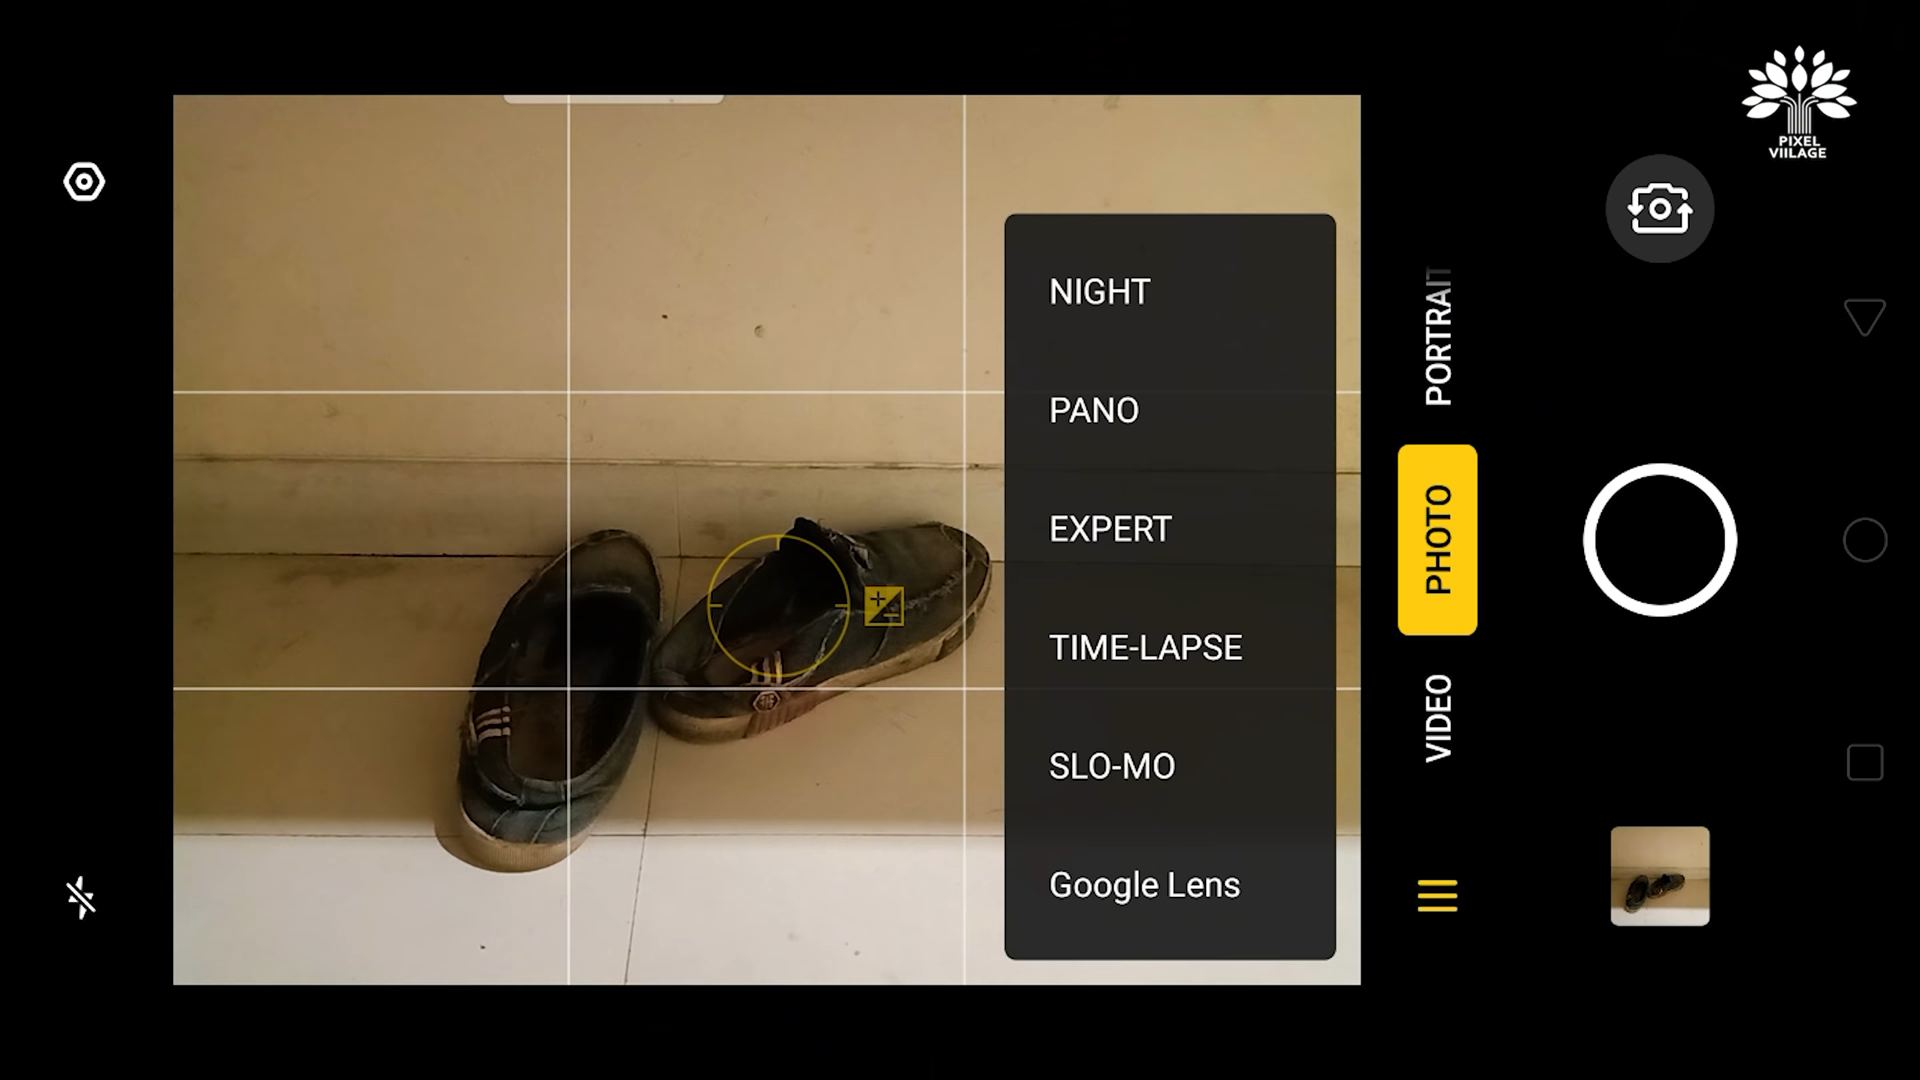 PIXEL
VIILAGE
NIGHT
PANO
EXPERT
TIME-LAPSE
SLO-MO
Google Lens
PORTRAIT
PHOTO
VIDEO